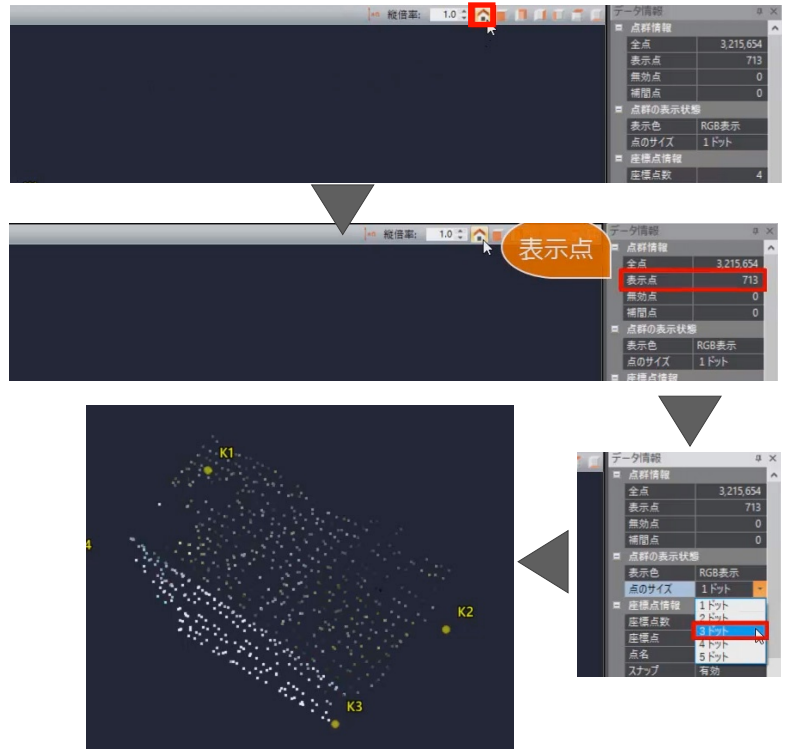 縦倍率: 1.0
データ情報
点群情報
全点 3,215,654
表示点 713
無効点 0
補間点 0
点群の表示状態
表示色 RGB表示
点のサイズ 1ドット
座標点情報
座標点数 4
縦倍率: 1.0
表示点
データ情報
点群情報
全点 3,215,654
表示点 713
無効点 0
補間点 0
点群の表示状態
表示色 RGB表示
点のサイズ 1ドット
座標点情報
データ情報
点群情報
全点 3,215,654
表示点 713
無効点 0
補間点 0
点群の表示状態
表示色 RGB表示
点のサイズ 1ドット
座標点情報 1ドット
座標点数 2ドット
座標点 3ドット
4ドット
点名 5ドット
スナップ 有効
K1
4
K2
K3